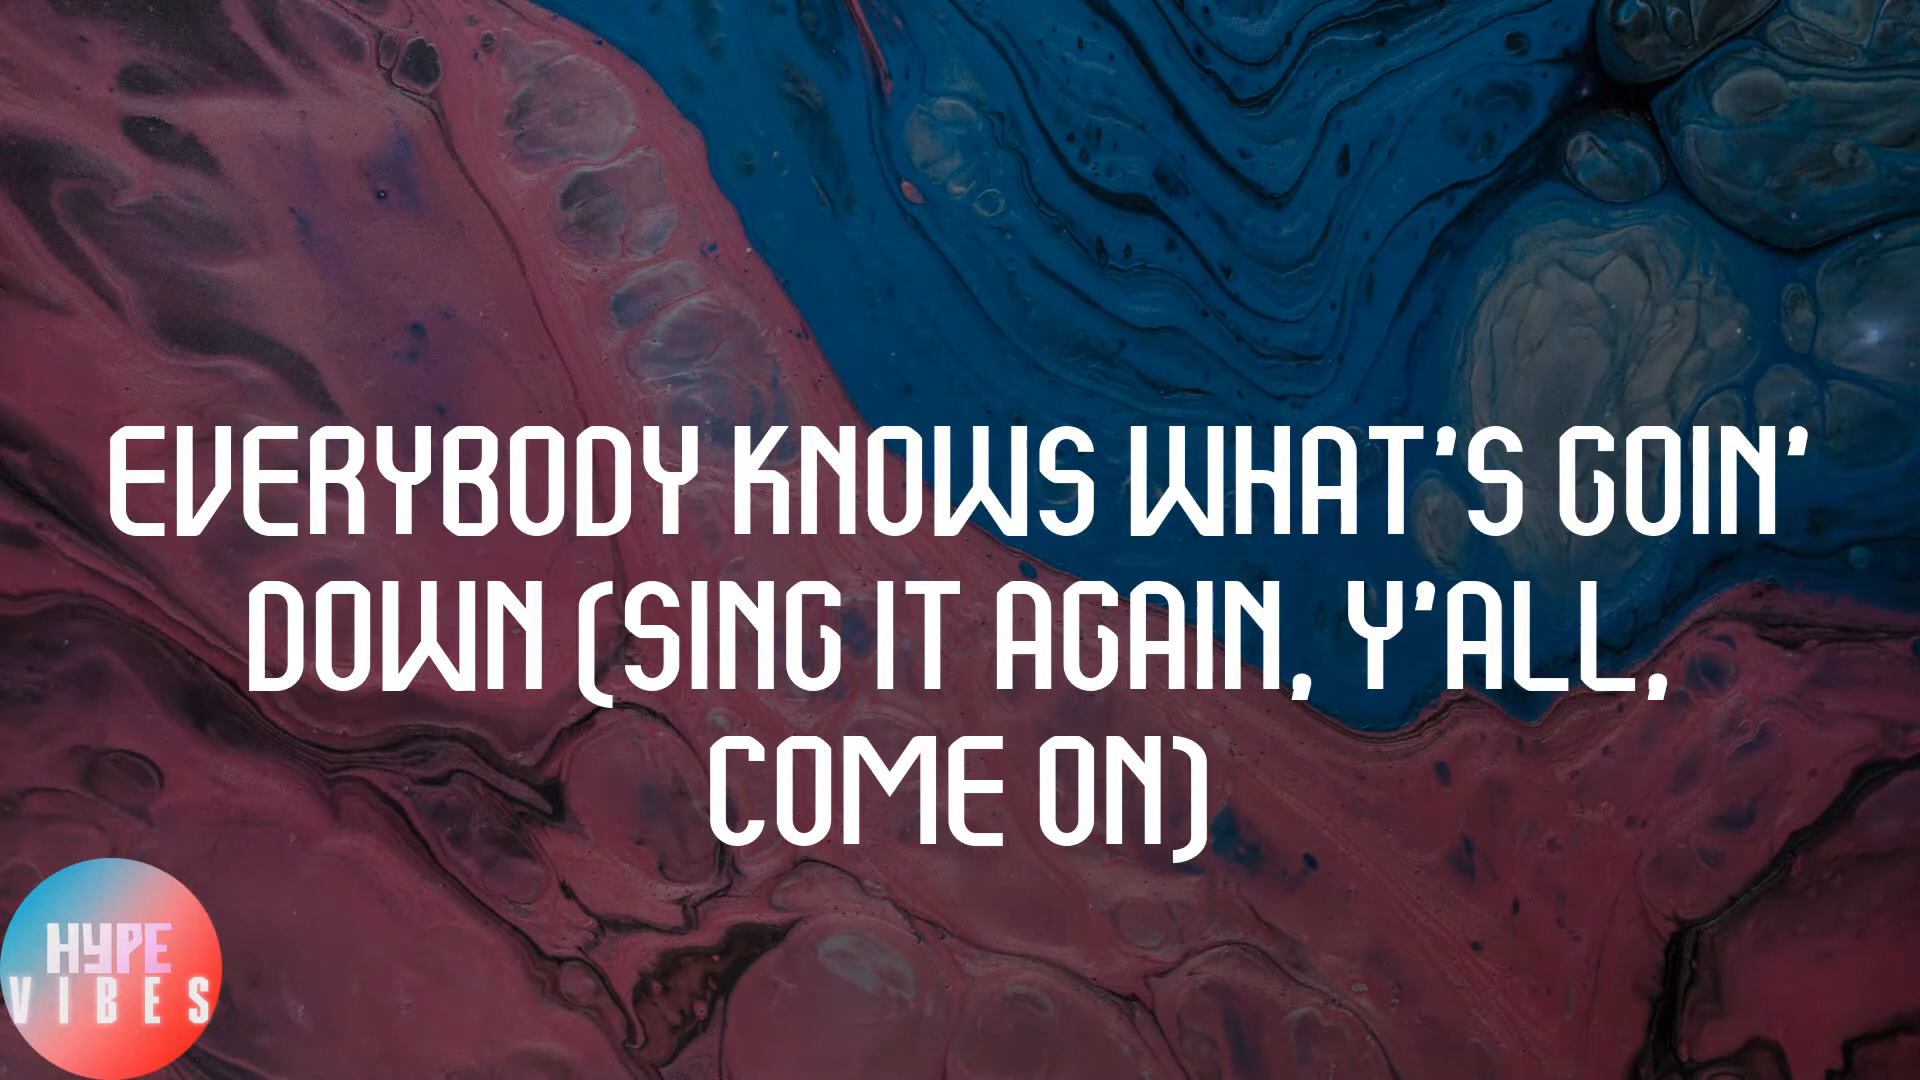 EVERYBODY KNOWS WHAT'S GOIN'
DOWN (SING IT AGAIN, Y'ALL,
COME ON)
HYPE
VIBES